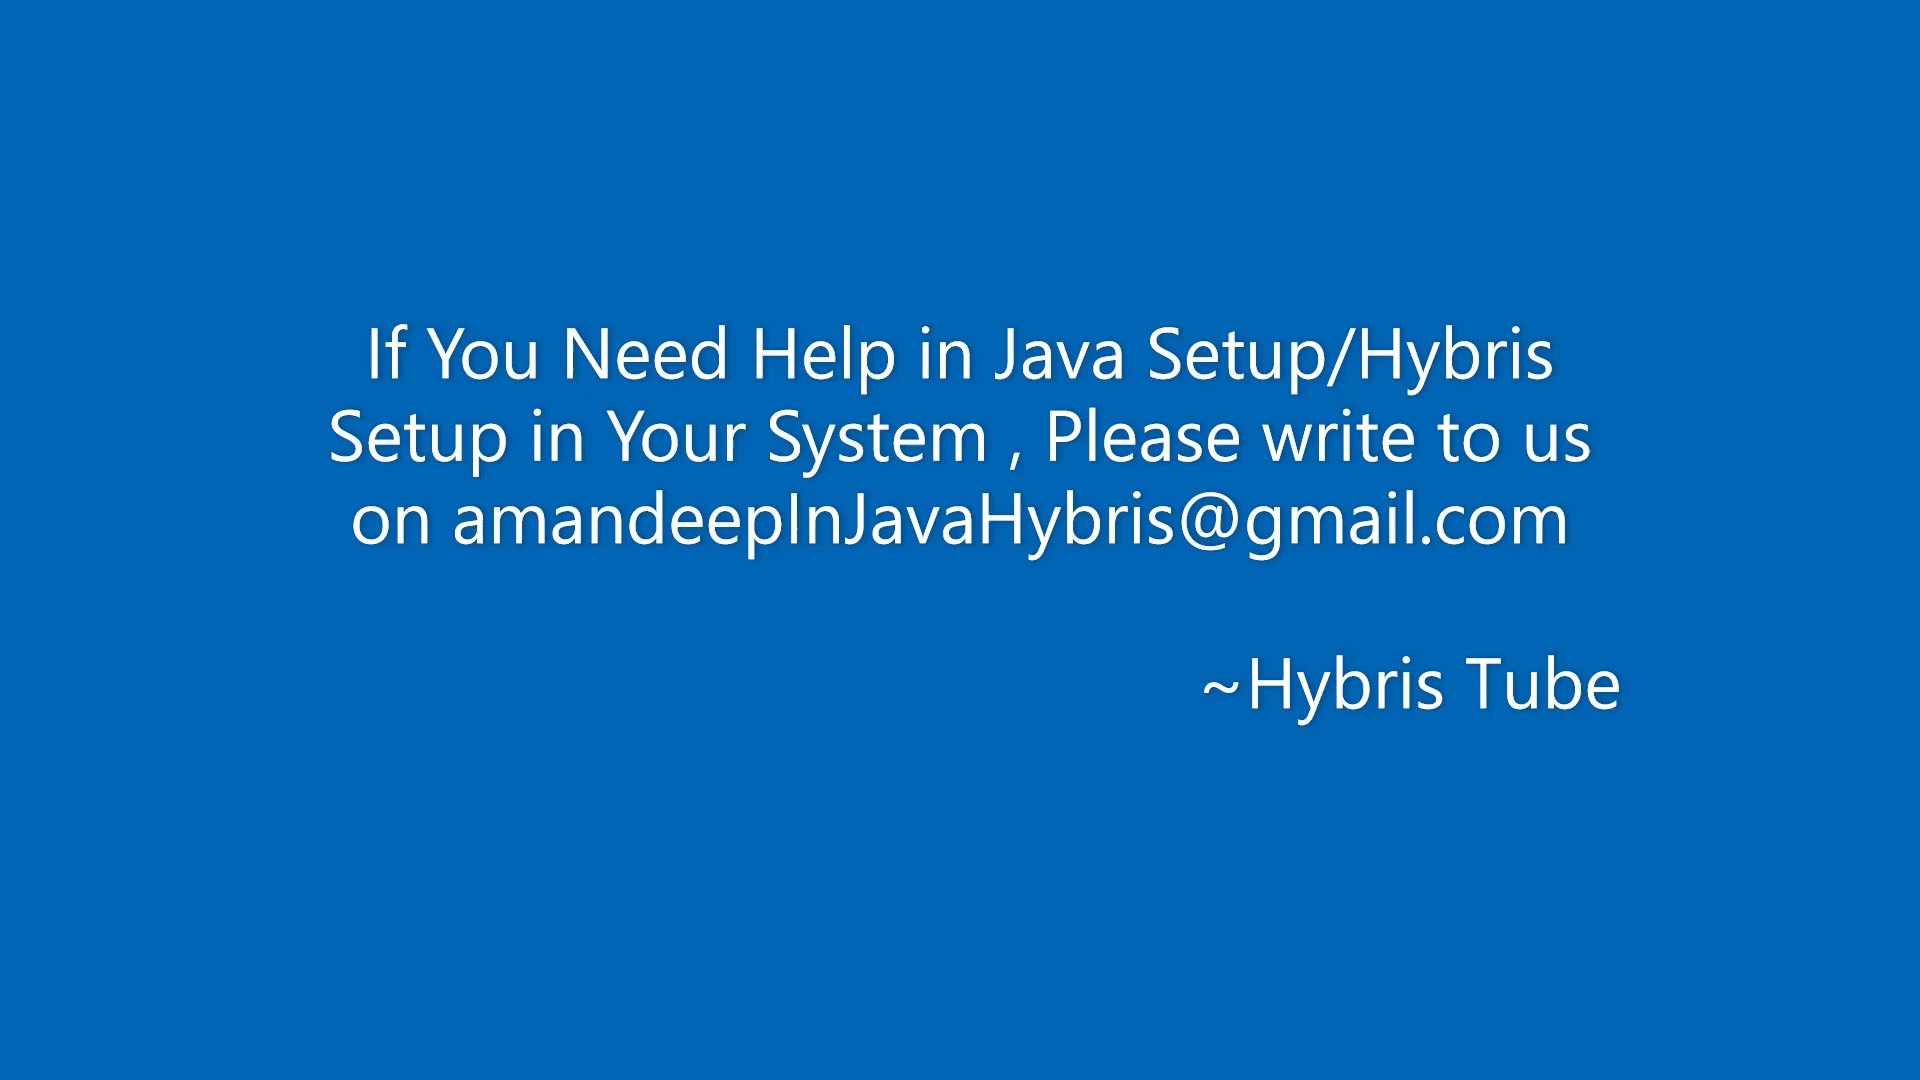 If You Need Help in Java Setup/Hybris
Setup in Your System , Please write to us
on amandeepInJavaHybris@gmail.com
~Hybris Tube